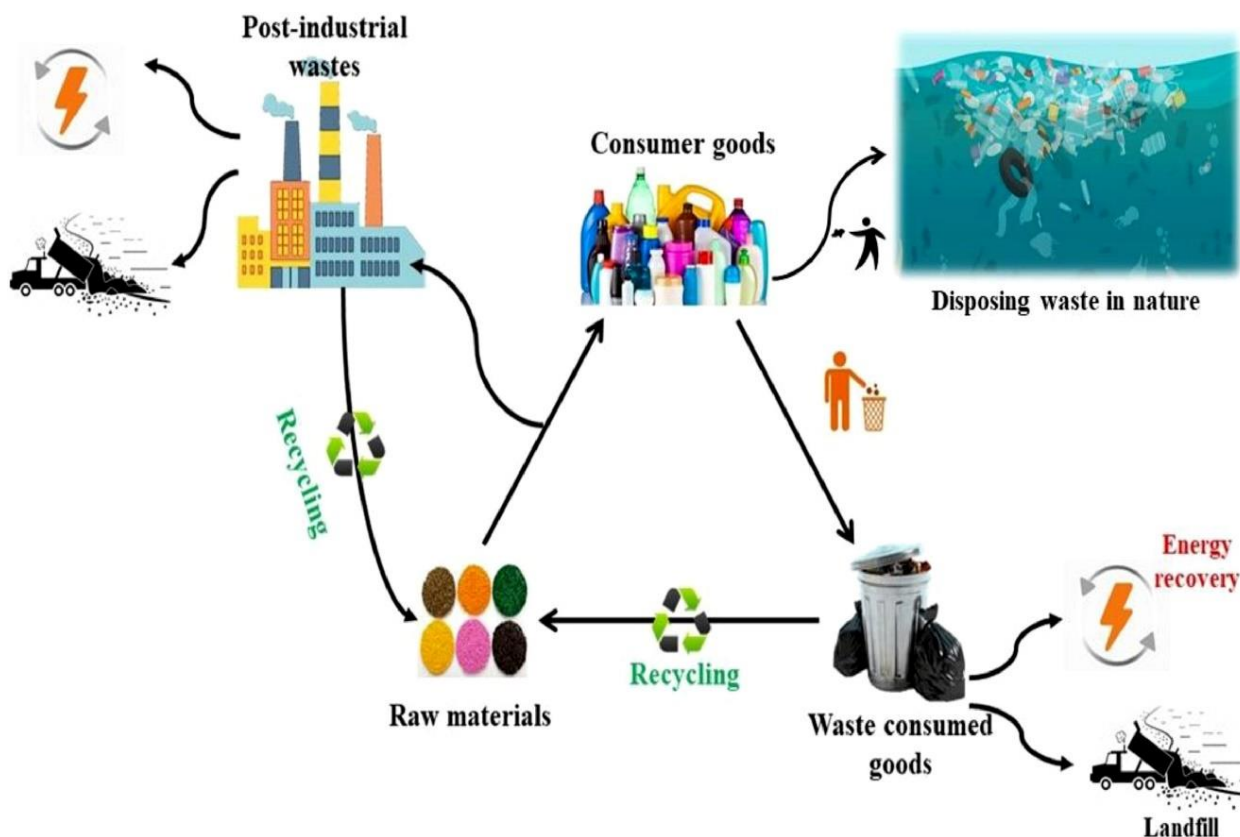 Post-industrial
wastes
Consumer goods
Disposing waste in nature
Recycling
Energy
recovery
Recycling
Raw materials
Waste consumed
goods
Landfill